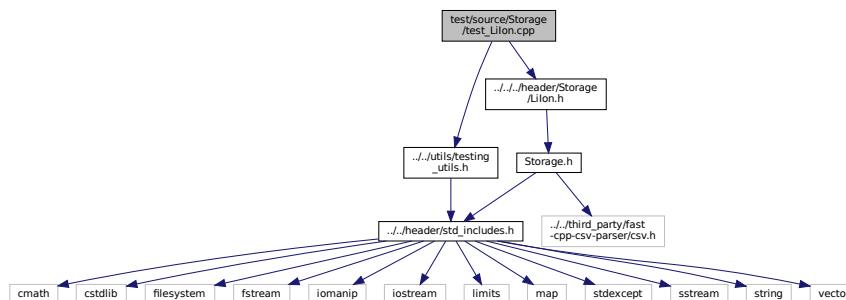 test/source/Storage
/test_LiIon.cpp
../../../header/Storage
/LiIon.h
../../utils/testing
_utils.h
Storage.h
../../header/std_includes.h
../../third_party/fast
-cpp-csv-parser/csv.h
cmath
cstdlib
filesystem
fstream
iomanip
iostream
limits
map
stdexcept
sstream
string
vecto